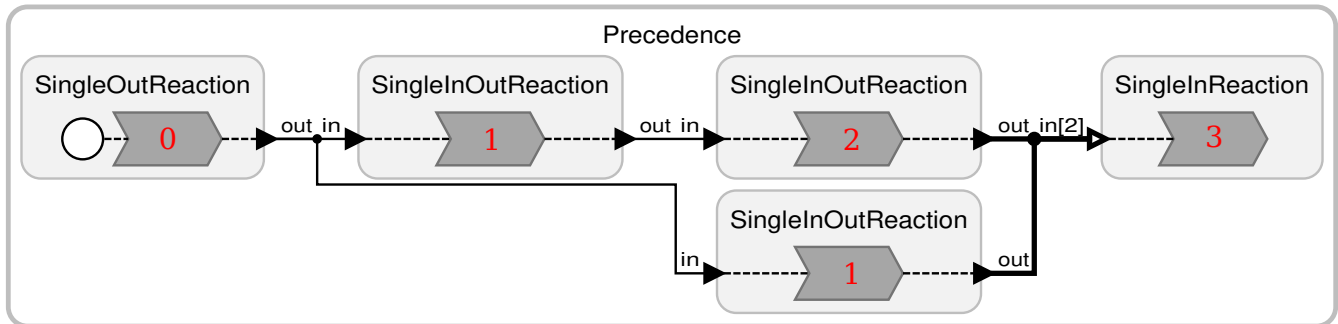 Precedence
SingleOutReaction
0
out
in
SingleInOutReaction
1
out
in
SingleInOutReaction
2
out
in[2]
SingleInReaction
3
SingleInOutReaction
in
1
out